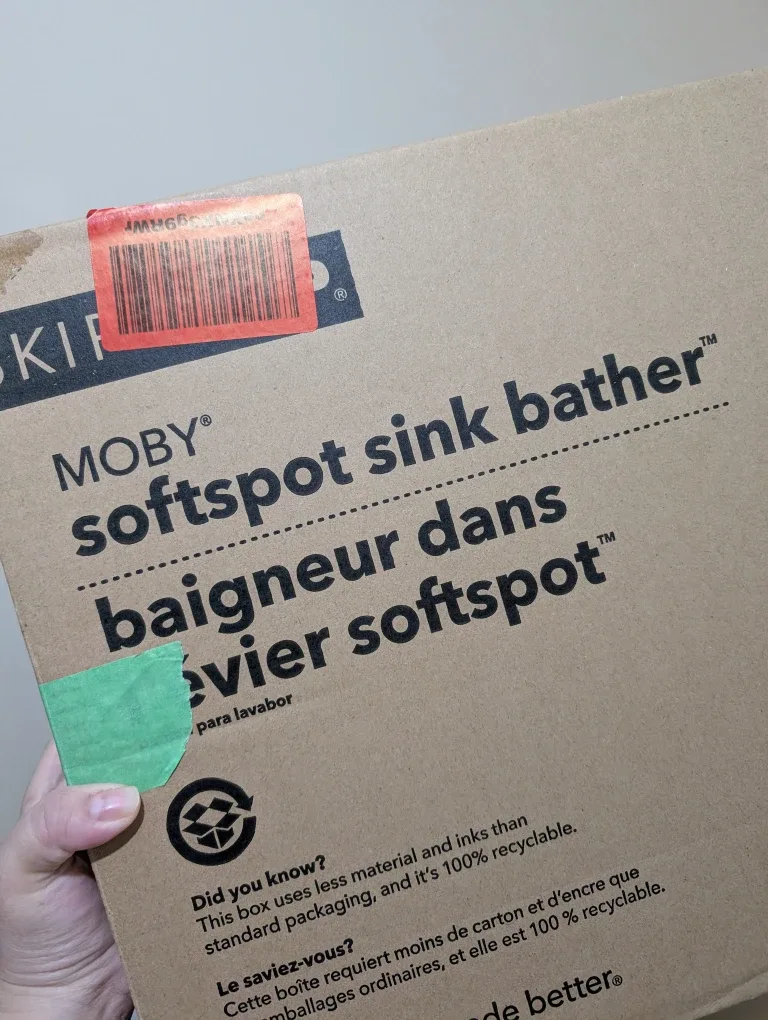 SKIP
MOBY®
softspot sink bather™
baigneur dans
évier softspot™
para lavabor
Did you know?
This box uses less material and inks than
standard packaging, and it's 100% recyclable.
Le saviez-vous?
Cette boîte requiert moins de carton et d'encre que
emballages ordinaires, et elle est 100 % recyclable.
de better®